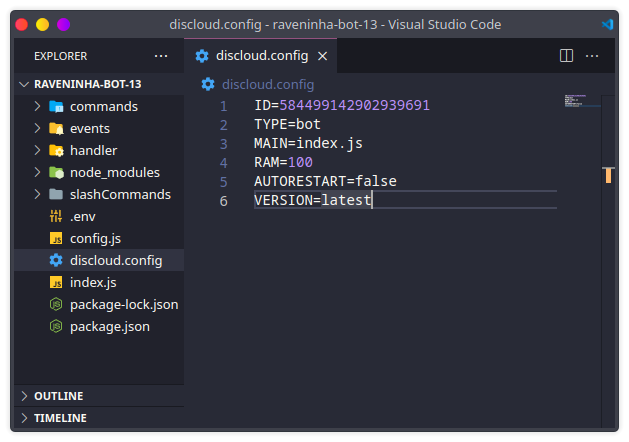 discloud.config - raveninha-bot-13 - Visual Studio Code
EXPLORER
RAVENINHA-BOT-13
commands
events
handler
node_modules
slashCommands
.env
config.js
discloud.config
index.js
package-lock.json
package.json
OUTLINE
TIMELINE
discloud.config
discloud.config
1 ID=584499142902939691
2 TYPE=bot
3 MAIN=index.js
4 RAM=100
5 AUTORESTART=false
6 VERSION=latest